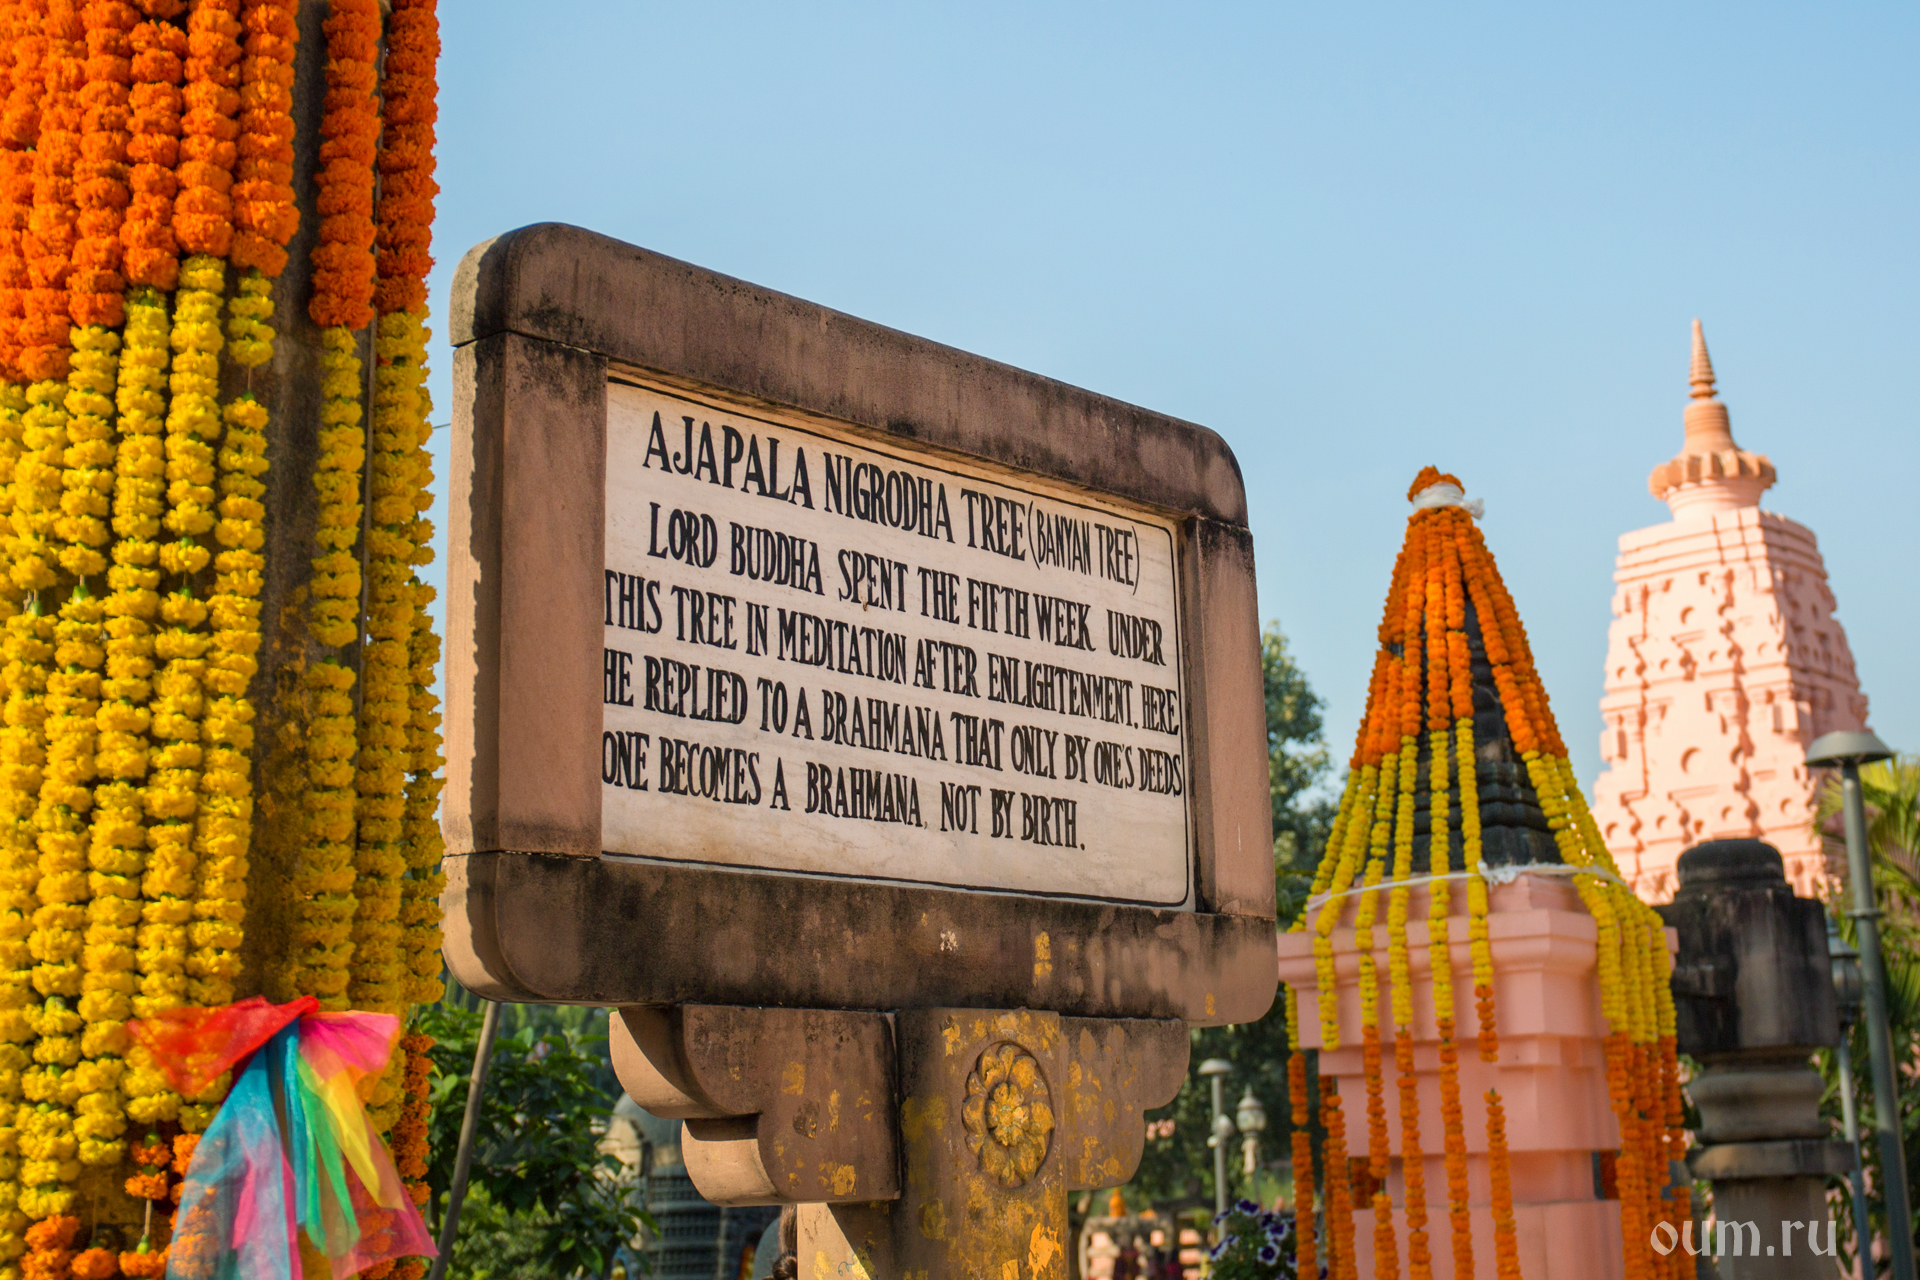 AJAPALA NIGRODHA TREE (BANYAN TREE)
LORD BUDDHA SPENT THE FIFTH WEEK UNDER
THIS TREE IN MEDITATION AFTER ENLIGHTENMENT. HERE
HE REPLIED TO A BRAHMANA THAT ONLY BY ONE'S DEEDS
ONE BECOMES A BRAHMANA, NOT BY BIRTH.
oum.ru